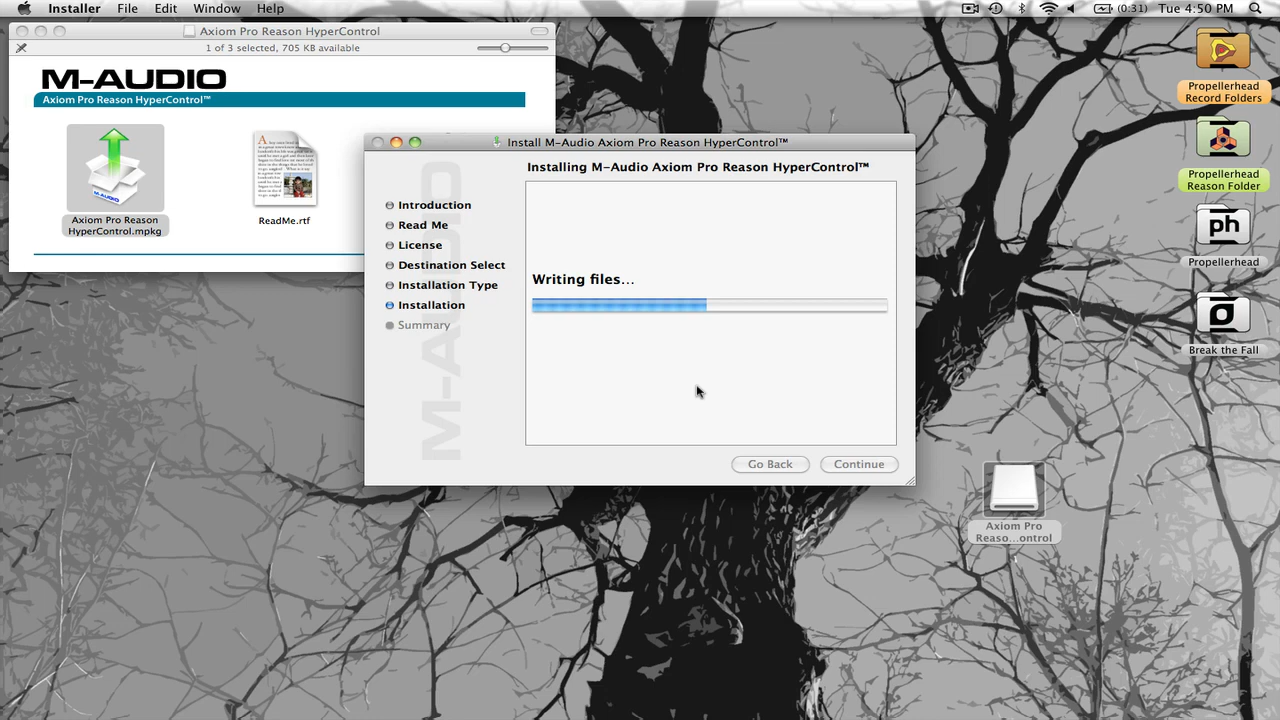 Installer File Edit Window Help
(0:31) Tue 4:50 PM
Axiom Pro Reason HyperControl
1 of 3 selected, 705 KB available
M-AUDIO
Axiom Pro Reason HyperControl™
M-AUDIO
Axiom Pro Reason
HyperControl.mpkg
ReadMe.rtf
Install M-Audio Axiom Pro Reason HyperControl™
Installing M-Audio Axiom Pro Reason HyperControl™
M-AUDIO
Introduction
Read Me
License
Destination Select
Installation Type
Installation
Summary
Writing files...
Go Back
Continue
Propellerhead
Record Folders
Propellerhead
Reason Folder
ph
Propellerhead
Break the Fall
Axiom Pro
Reaso...ontrol